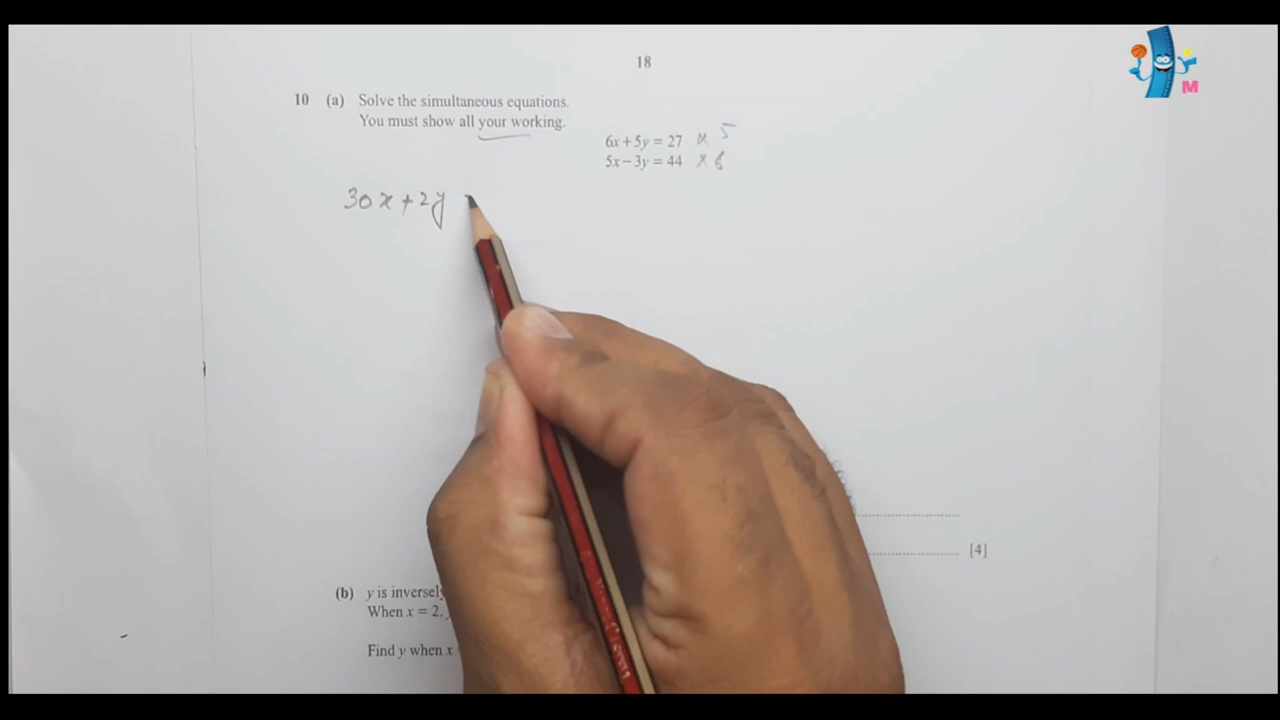 18
10 (a) Solve the simultaneous equations.
You must show all your working.
6x + 5y = 27 × 5
5x − 3y = 44 × 6
30x + 2y
[4]
(b) y is
When x = 2,
Find y when x
M